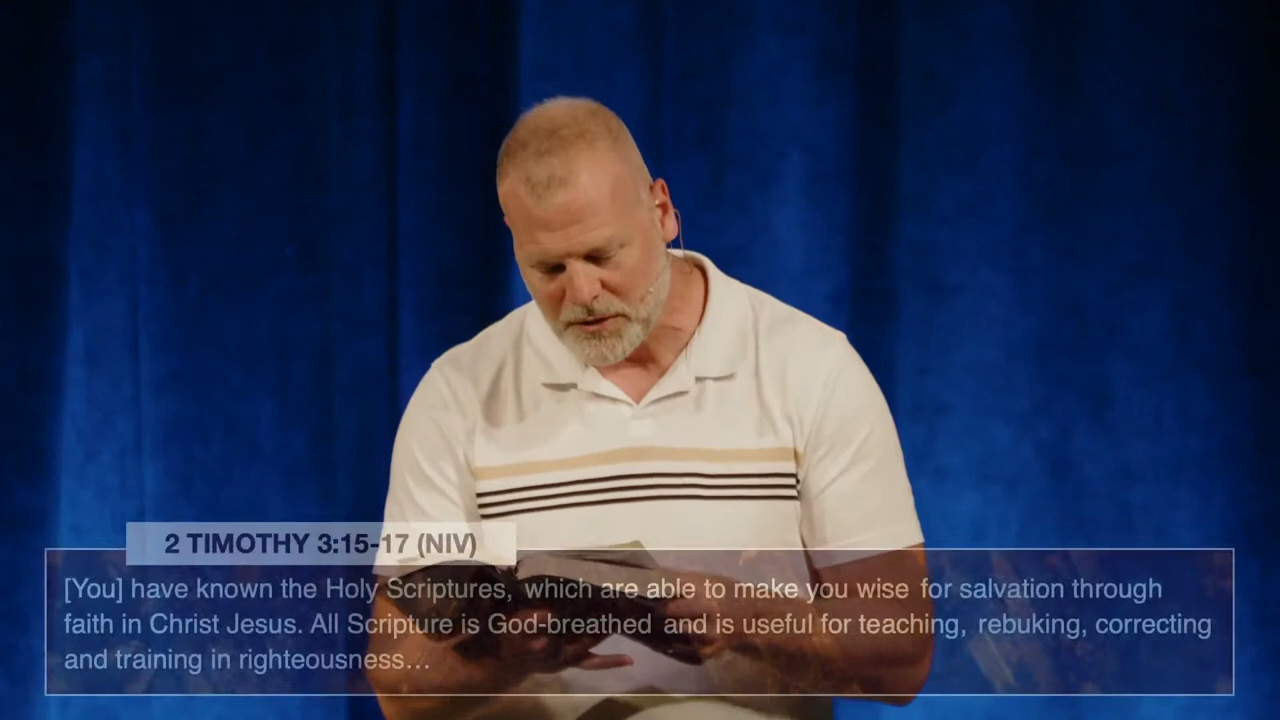 2 TIMOTHY 3:15-17 (NIV)
[You] have known the Holy Scriptures, which are able to make you wise for salvation through
faith in Christ Jesus. All Scripture is God-breathed and is useful for teaching, rebuking, correcting
and training in righteousness…